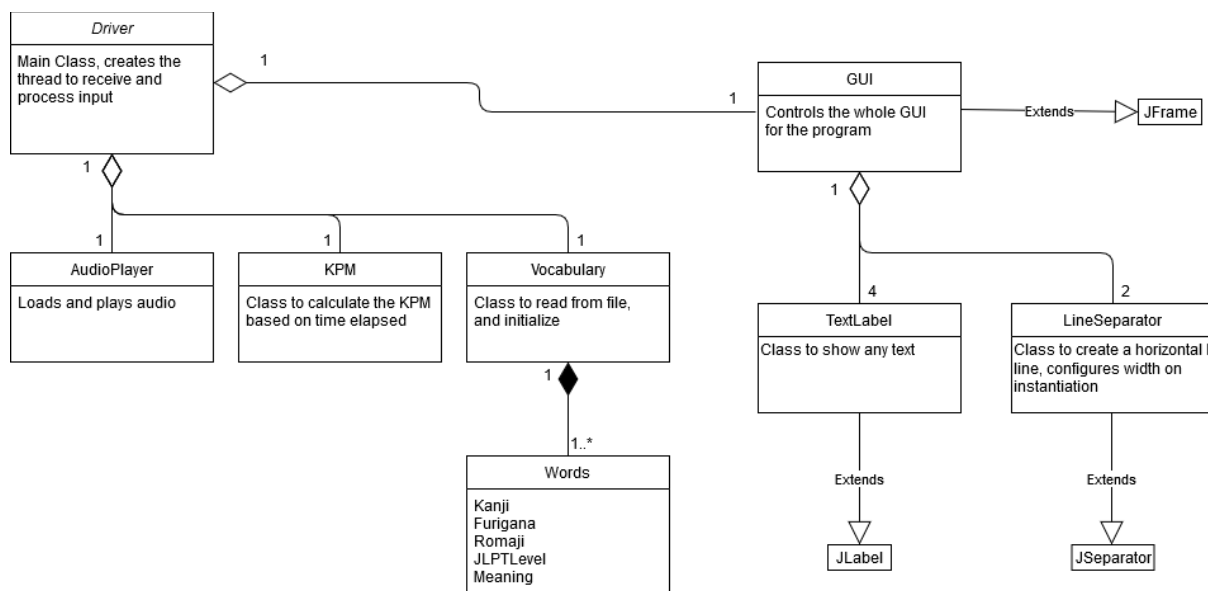 Driver
Main Class, creates the
thread to receive and
process input
1
1
GUI
Controls the whole GUI
for the program
Extends
JFrame
1
1
1
1
1
AudioPlayer
Loads and plays audio
KPM
Class to calculate the KPM
based on time elapsed
Vocabulary
Class to read from file,
and initialize
4
2
TextLabel
Class to show any text
LineSeparator
Class to create a horizontal
line, configures width on
instantiation
1
1..*
Words
Kanji
Furigana
Romaji
JLPTLevel
Meaning
Extends
Extends
JLabel
JSeparator